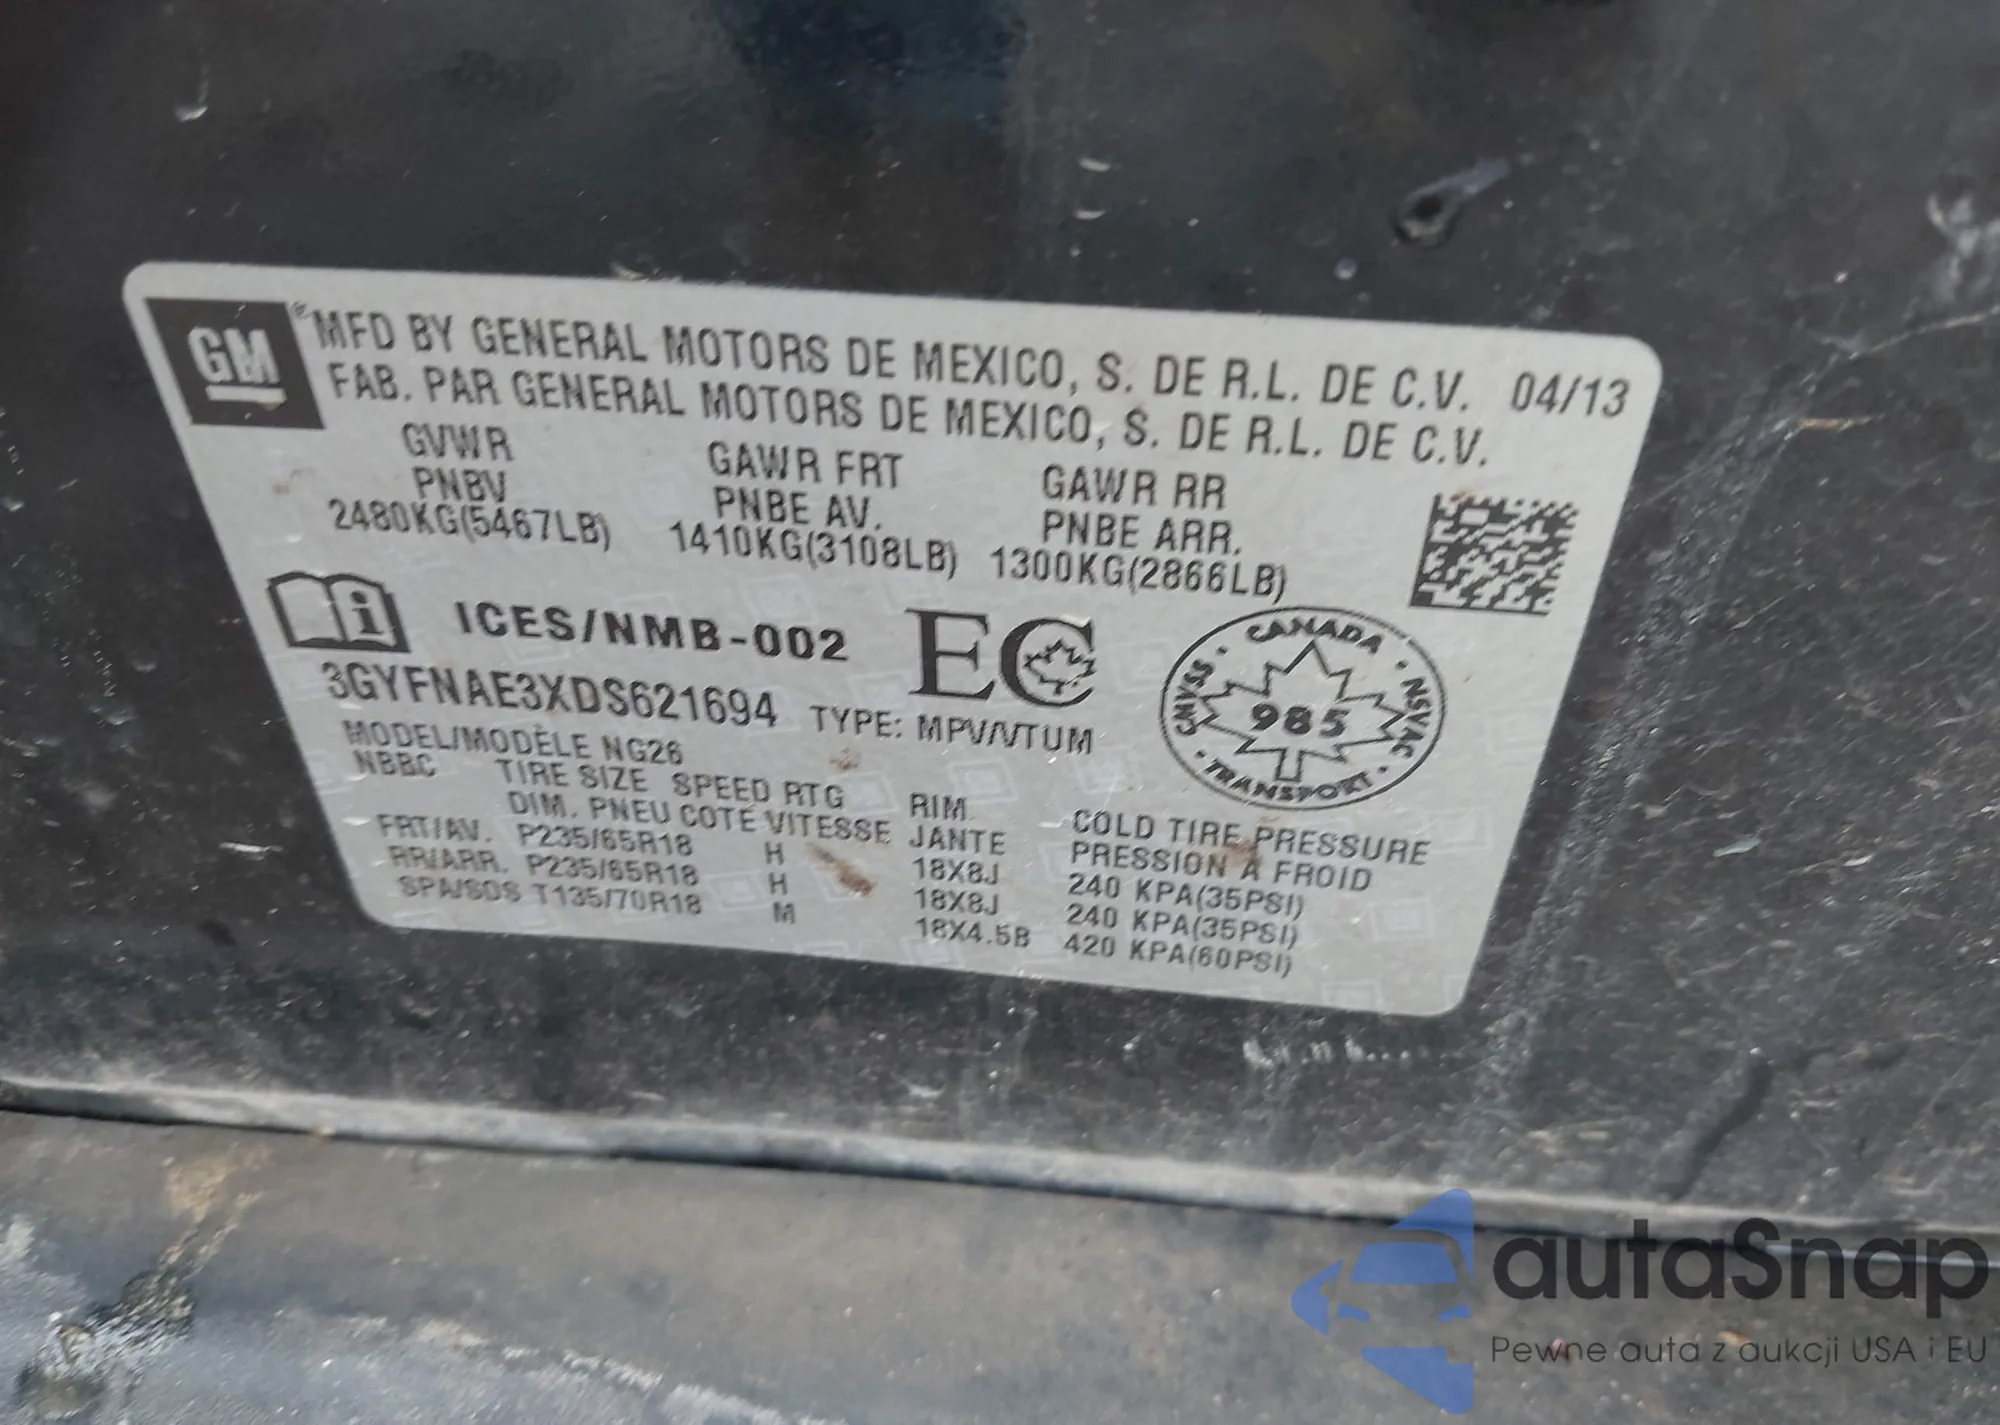 GM
®MFD BY GENERAL MOTORS DE MEXICO, S. DE R.L. DE C.V. 04/13
FAB. PAR GENERAL MOTORS DE MEXICO, S. DE R.L. DE C.V.
GVWR GAWR FRT GAWR RR
PNBV PNBE AV. PNBE ARR.
2480KG(5467LB) 1410KG(3108LB) 1300KG(2866LB)
i ICES/NMB-002 EC
3GYFNAE3XDS621694 TYPE: MPV/VTUM
CANADA · NSVAC · TRANSPORT · CMVSS ·
985
MODEL/MODÈLE NG26
NBBC TIRE SIZE SPEED RTG RIM COLD TIRE PRESSURE
DIM. PNEU COTE VITESSE JANTE PRESSION A FROID
FRT/AV. P235/65R18 H 18X8J 240 KPA(35PSI)
RR/ARR. P235/65R18 H 18X8J 240 KPA(35PSI)
SPA/SOS T135/70R18 M 18X4.5B 420 KPA(60PSI)
autaSnap
Pewne auta z aukcji USA i EU